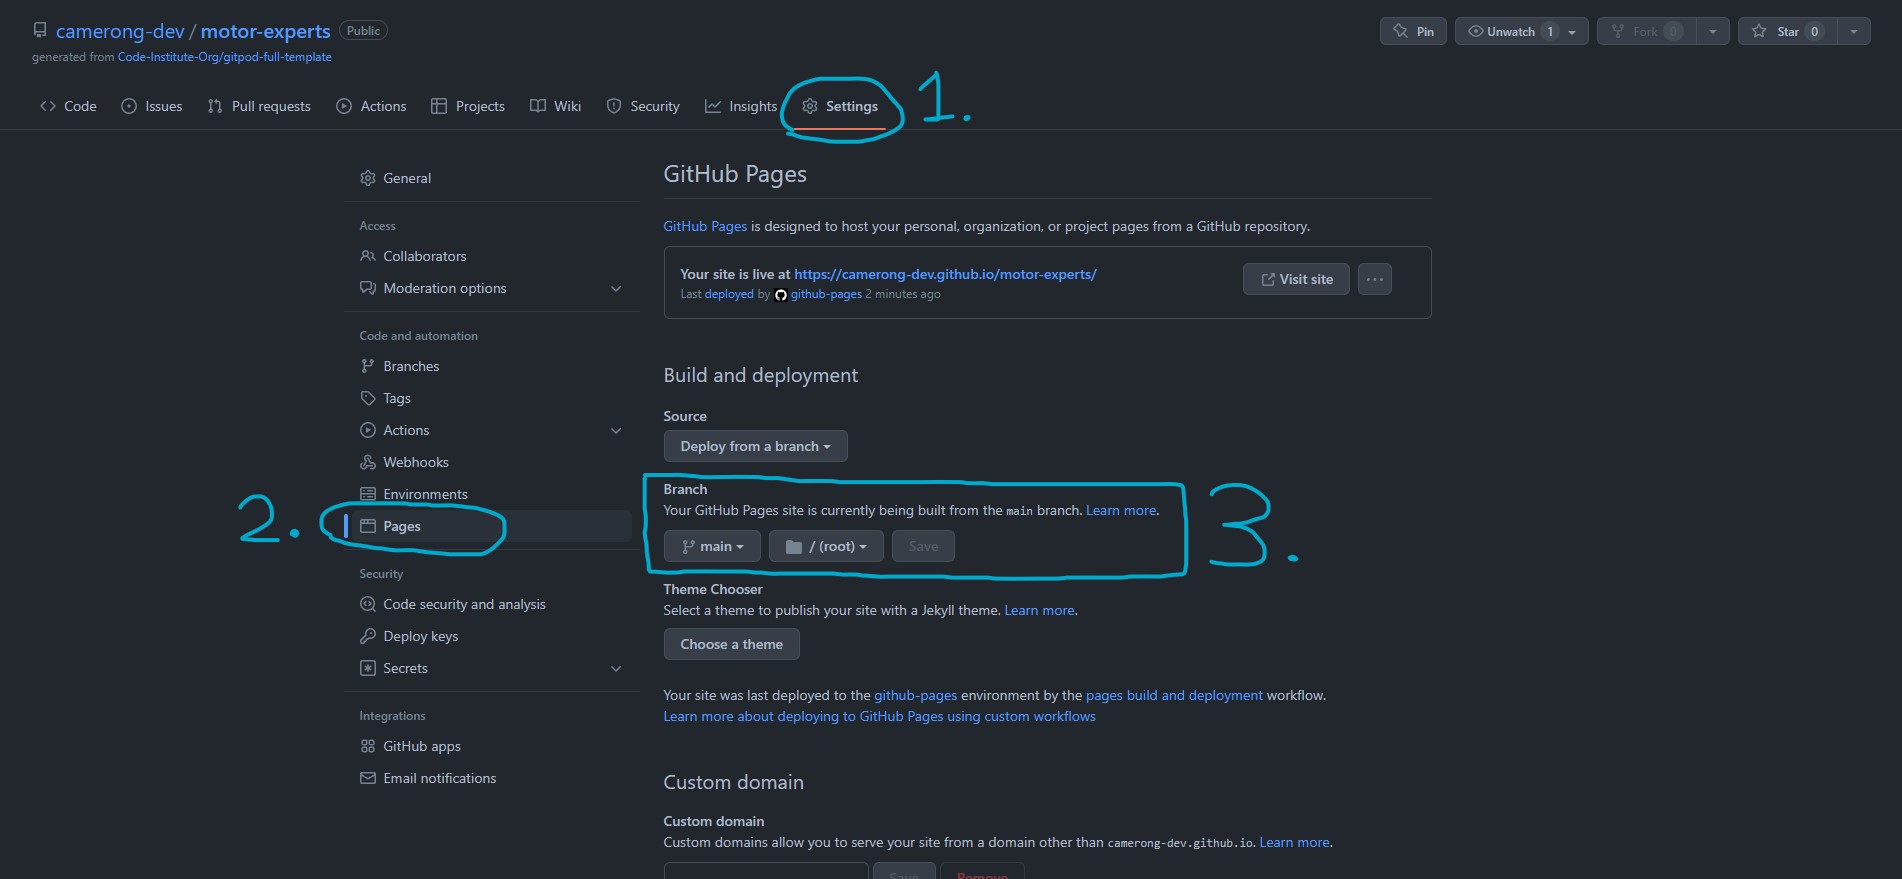 camerong-dev / motor-experts Public
Pin Unwatch 1 Fork 0 Star 0
generated from Code-Institute-Org/gitpod-full-template
Code Issues Pull requests Actions Projects Wiki Security Insights Settings
1.
General
Access
Collaborators
Moderation options
Code and automation
Branches
Tags
Actions
Webhooks
Environments
2.
Pages
Security
Code security and analysis
Deploy keys
Secrets
Integrations
GitHub apps
Email notifications
GitHub Pages
GitHub Pages is designed to host your personal, organization, or project pages from a GitHub repository.
Your site is live at https://camerong-dev.github.io/motor-experts/
Last deployed by github-pages 2 minutes ago
Visit site
Build and deployment
Source
Deploy from a branch
Branch
Your GitHub Pages site is currently being built from the main branch. Learn more.
main / (root) Save
3.
Theme Chooser
Select a theme to publish your site with a Jekyll theme. Learn more.
Choose a theme
Your site was last deployed to the github-pages environment by the pages build and deployment workflow.
Learn more about deploying to GitHub Pages using custom workflows
Custom domain
Custom domain
Custom domains allow you to serve your site from a domain other than camerong-dev.github.io. Learn more.
Save Remove